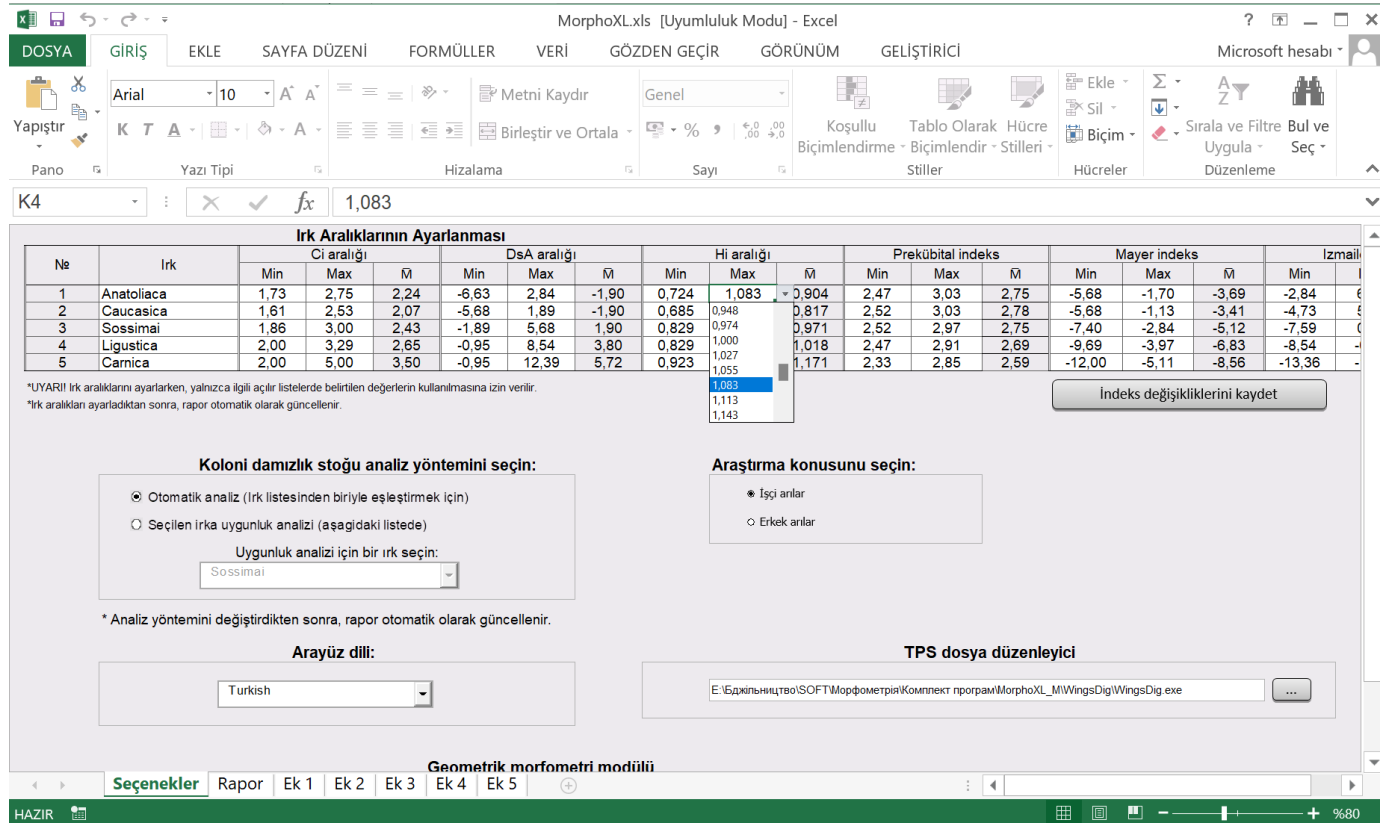 MorphoXL.xls [Uyumluluk Modu] - Excel
DOSYA GİRİŞ EKLE SAYFA DÜZENİ FORMÜLLER VERİ GÖZDEN GEÇİR GÖRÜNÜM GELİŞTİRİCİ Microsoft hesabı
Arial 10 Metni Kaydır Genel Ekle
Yapıştır K T A Birleştir ve Ortala % Koşullu Tablo Olarak Hücre Sil Sırala ve Filtre Bul ve
Biçimlendirme Biçimlendir Stilleri Biçim Uygula Seç
Pano Yazı Tipi Hizalama Sayı Stiller Hücreler Düzenleme
K4 fx 1,083
Irk Aralıklarının Ayarlanması
№ Irk Ci aralığı DsA aralığı Hi aralığı Prekübital indeks Mayer indeks Izmail
Min Max M̄ Min Max M̄ Min Max M̄ Min Max M̄ Min Max M̄ Min
1 Anatoliaca 1,73 2,75 2,24 -6,63 2,84 -1,90 0,724 1,083 0,904 2,47 3,03 2,75 -5,68 -1,70 -3,69 -2,84
2 Caucasica 1,61 2,53 2,07 -5,68 1,89 -1,90 0,685 0,817 2,52 3,03 2,78 -5,68 -1,13 -3,41 -4,73
3 Sossimai 1,86 3,00 2,43 -1,89 5,68 1,90 0,829 0,971 2,52 2,97 2,75 -7,40 -2,84 -5,12 -7,59
4 Ligustica 2,00 3,29 2,65 -0,95 8,54 3,80 0,829 1,018 2,47 2,91 2,69 -9,69 -3,97 -6,83 -8,54
5 Carnica 2,00 5,00 3,50 -0,95 12,39 5,72 0,923 1,171 2,33 2,85 2,59 -12,00 -5,11 -8,56 -13,36
0,948
0,974
1,000
1,027
1,055
1,083
1,113
1,143
*UYARI! Irk aralıklarını ayarlarken, yalnızca ilgili açılır listelerde belirtilen değerlerin kullanılmasına izin verilir.
*Irk aralıkları ayarladıktan sonra, rapor otomatik olarak güncellenir.
İndeks değişikliklerini kaydet
Koloni damızlık stoğu analiz yöntemini seçin:
Otomatik analiz (Irk listesinden biriyle eşleştirmek için)
Seçilen irka uygunluk analizi (aşagidaki listede)
Uygunluk analizi için bir ırk seçin:
Sossimai
* Analiz yöntemini değiştirdikten sonra, rapor otomatik olarak güncellenir.
Araştırma konusunu seçin:
İşçi arılar
Erkek arılar
Arayüz dili:
Turkish
TPS dosya düzenleyici
E:\Бджільництво\SOFT\Морфометрія\Комплект програм\MorphoXL_M\WingsDig\WingsDig.exe ...
Geometrik morfometri modülü
Seçenekler Rapor Ek 1 Ek 2 Ek 3 Ek 4 Ek 5
HAZIR %80